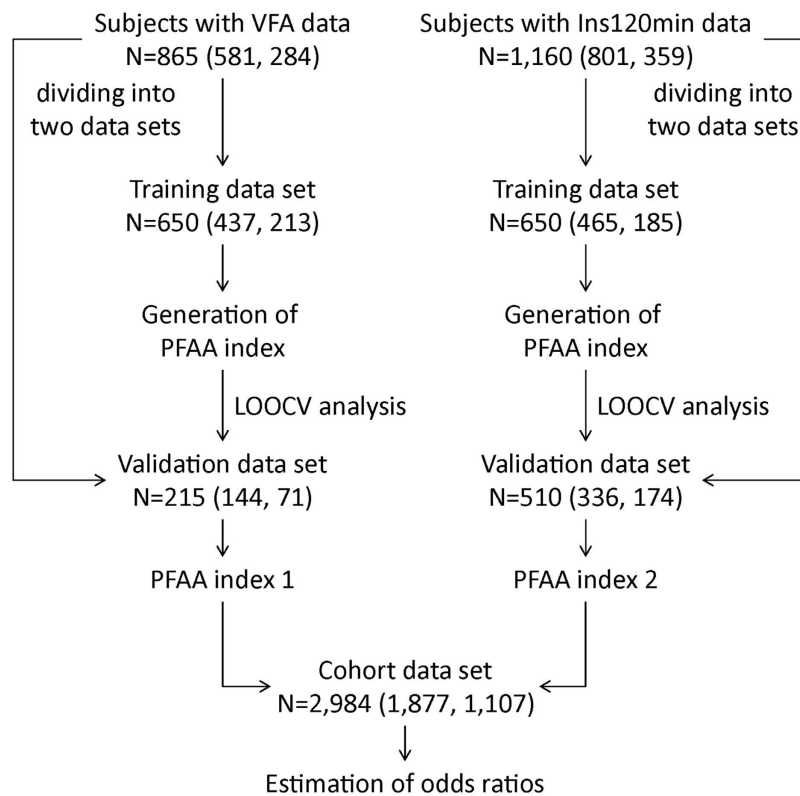 Subjects with VFA data
N=865 (581, 284)
dividing into
two data sets
Training data set
N=650 (437, 213)
Generation of
PFAA index
LOOCV analysis
Validation data set
N=215 (144, 71)
PFAA index 1
Subjects with Ins120min data
N=1,160 (801, 359)
dividing into
two data sets
Training data set
N=650 (465, 185)
Generation of
PFAA index
LOOCV analysis
Validation data set
N=510 (336, 174)
PFAA index 2
Cohort data set
N=2,984 (1,877, 1,107)
Estimation of odds ratios